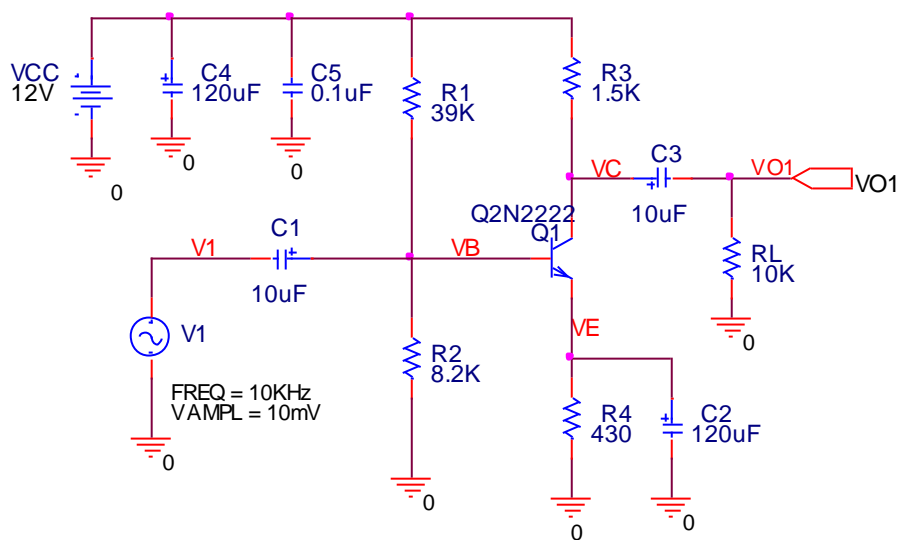 VCC
12V
C4
120uF
C5
0.1uF
R1
39K
R3
1.5K
0
0
0
VC
C3
10uF
VO1
VO1
Q2N2222
Q1
V1
C1
10uF
VB
RL
10K
0
V1
FREQ = 10KHz
VAMPL = 10mV
0
R2
8.2K
0
VE
R4
430
C2
120uF
0
0